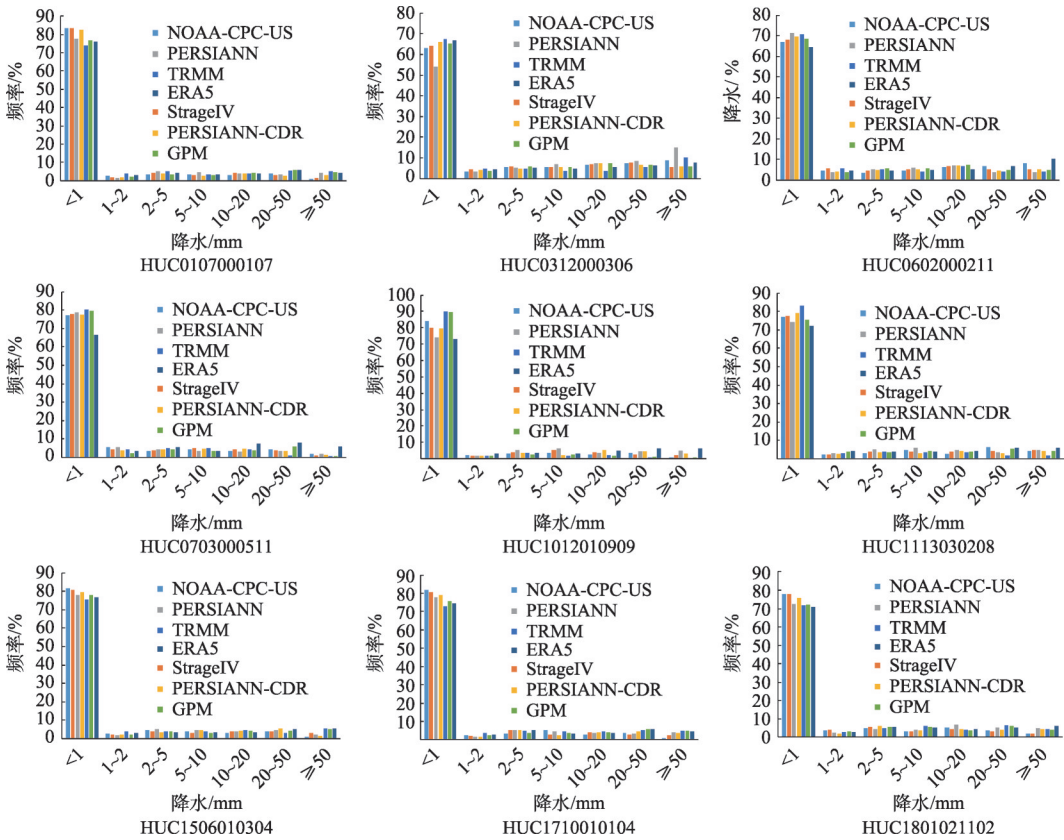 90
80
70
60
50
40
30
20
10
0
频率/%
NOAA-CPC-US
PERSIANN
TRMM
ERA5
StrageIV
PERSIANN-CDR
GPM
<1
1~2
2~5
5~10
10~20
20~50
≥50
降水/mm
HUC0107000107
80
70
60
50
40
30
20
10
0
频率/%
NOAA-CPC-US
PERSIANN
TRMM
ERA5
StrageIV
PERSIANN-CDR
GPM
<1
1~2
2~5
5~10
10~20
20~50
≥50
降水/mm
HUC0312000306
80
70
60
50
40
30
20
10
0
降水/%
NOAA-CPC-US
PERSIANN
TRMM
ERA5
StrageIV
PERSIANN-CDR
GPM
<1
1~2
2~5
5~10
10~20
20~50
≥50
降水/mm
HUC0602000211
90
80
70
60
50
40
30
20
10
0
频率/%
NOAA-CPC-US
PERSIANN
TRMM
ERA5
StrageIV
PERSIANN-CDR
GPM
<1
1~2
2~5
5~10
10~20
20~50
≥50
降水/mm
HUC0703000511
100
90
80
70
60
50
40
30
20
10
0
频率/%
NOAA-CPC-US
PERSIANN
TRMM
ERA5
StrageIV
PERSIANN-CDR
GPM
<1
1~2
2~5
5~10
10~20
20~50
≥50
降水/mm
HUC1012010909
80
80
70
60
50
40
30
20
10
0
频率/%
NOAA-CPC-US
PERSIANN
TRMM
ERA5
StrageIV
PERSIANN-CDR
GPM
<1
1~2
2~5
5~10
10~20
20~50
≥50
降水/mm
HUC1113030208
90
80
70
60
50
40
30
20
10
0
频率/%
NOAA-CPC-US
PERSIANN
TRMM
ERA5
StrageIV
PERSIANN-CDR
GPM
<1
1~2
2~5
5~10
10~20
20~50
≥50
降水/mm
HUC1506010304
90
80
70
60
50
40
30
20
10
0
频率/%
NOAA-CPC-US
PERSIANN
TRMM
ERA5
StrageIV
PERSIANN-CDR
GPM
<1
1~2
2~5
5~10
10~20
20~50
≥50
降水/mm
HUC1710010104
90
80
70
60
50
40
30
20
10
0
频率/%
NOAA-CPC-US
PERSIANN
TRMM
ERA5
StrageIV
PERSIANN-CDR
GPM
<1
1~2
2~5
5~10
10~20
20~50
≥50
降水/mm
HUC1801021102